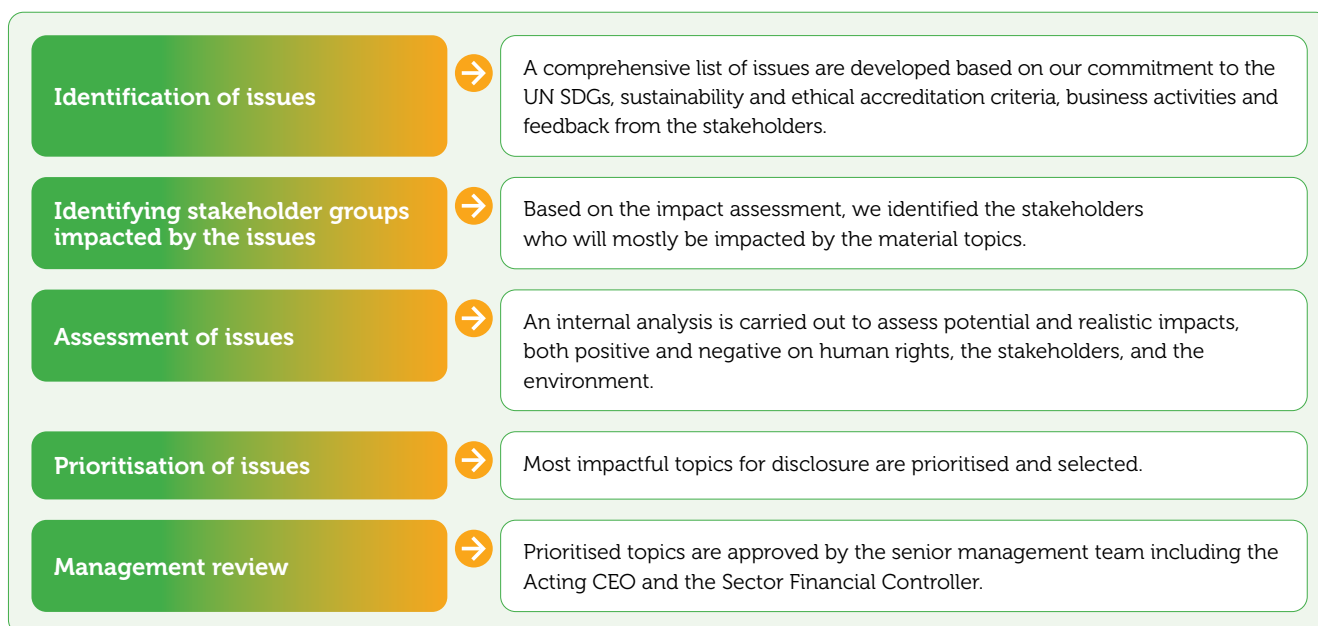 Identification of issues
A comprehensive list of issues are developed based on our commitment to the
UN SDGs, sustainability and ethical accreditation criteria, business activities and
feedback from the stakeholders.
Identifying stakeholder groups
impacted by the issues
Based on the impact assessment, we identified the stakeholders
who will mostly be impacted by the material topics.
Assessment of issues
An internal analysis is carried out to assess potential and realistic impacts,
both positive and negative on human rights, the stakeholders, and the
environment.
Prioritisation of issues
Most impactful topics for disclosure are prioritised and selected.
Management review
Prioritised topics are approved by the senior management team including the
Acting CEO and the Sector Financial Controller.